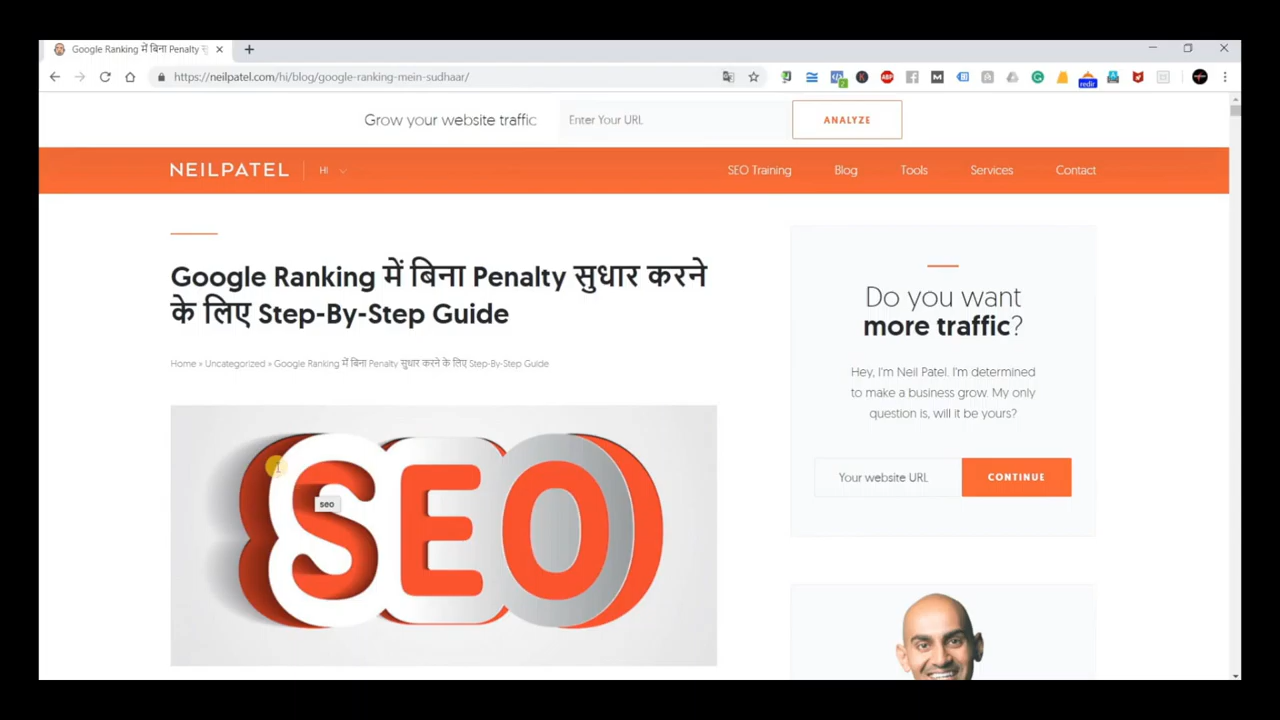 Google Ranking में बिना Penalty सु
https://neilpatel.com/hi/blog/google-ranking-mein-sudhaar/
ABP
redir
Grow your website traffic
Enter Your URL
ANALYZE
NEILPATEL
HI
SEO Training
Blog
Tools
Services
Contact
Google Ranking में बिना Penalty सुधार करने
के लिए Step-By-Step Guide
Home » Uncategorized » Google Ranking में बिना Penalty सुधार करने के लिए Step-By-Step Guide
SEO
seo
Do you want
more traffic?
Hey, I'm Neil Patel. I'm determined
to make a business grow. My only
question is, will it be yours?
Your website URL
CONTINUE